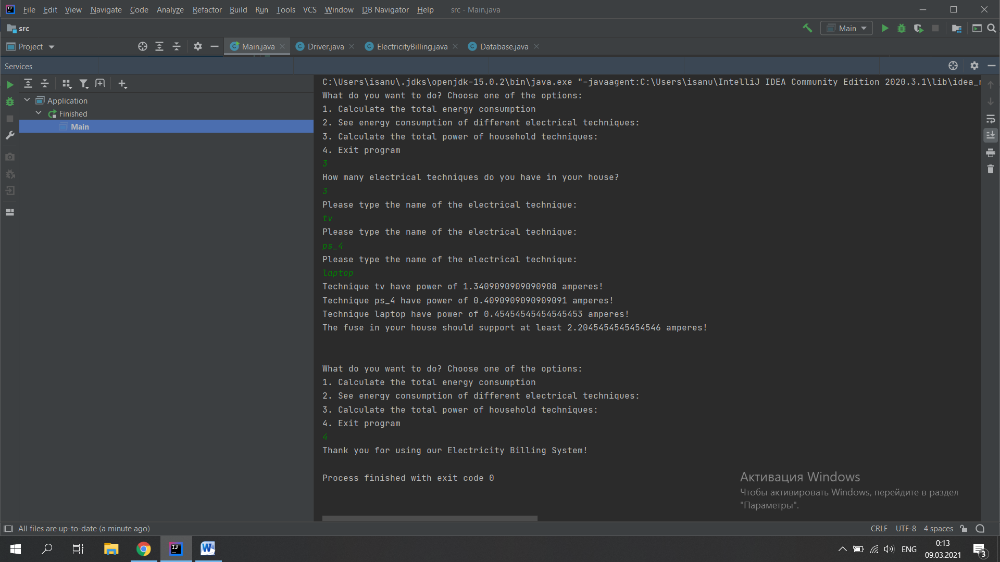 File Edit View Navigate Code Analyze Refactor Build Run Tools VCS Window DB Navigator Help src - Main.java
src Main
Project Main.java Driver.java ElectricityBilling.java Database.java
Services
Application
Finished
Main
C:\Users\isanu\.jdks\openjdk-15.0.2\bin\java.exe "-javaagent:C:\Users\isanu\IntelliJ IDEA Community Edition 2020.3.1\lib\idea_r
What do you want to do? Choose one of the options:
1. Calculate the total energy consumption
2. See energy consumption of different electrical techniques:
3. Calculate the total power of household techniques:
4. Exit program
3
How many electrical techniques do you have in your house?
3
Please type the name of the electrical technique:
tv
Please type the name of the electrical technique:
ps_4
Please type the name of the electrical technique:
laptop
Technique tv have power of 1.3409090909090908 amperes!
Technique ps_4 have power of 0.4090909090909091 amperes!
Technique laptop have power of 0.45454545454545453 amperes!
The fuse in your house should support at least 2.2045454545454546 amperes!
What do you want to do? Choose one of the options:
1. Calculate the total energy consumption
2. See energy consumption of different electrical techniques:
3. Calculate the total power of household techniques:
4. Exit program
4
Thank you for using our Electricity Billing System!
Process finished with exit code 0
Активация Windows
Чтобы активировать Windows, перейдите в раздел
"Параметры".
All files are up-to-date (a minute ago) CRLF UTF-8 4 spaces
ENG 0:13
09.03.2021 3